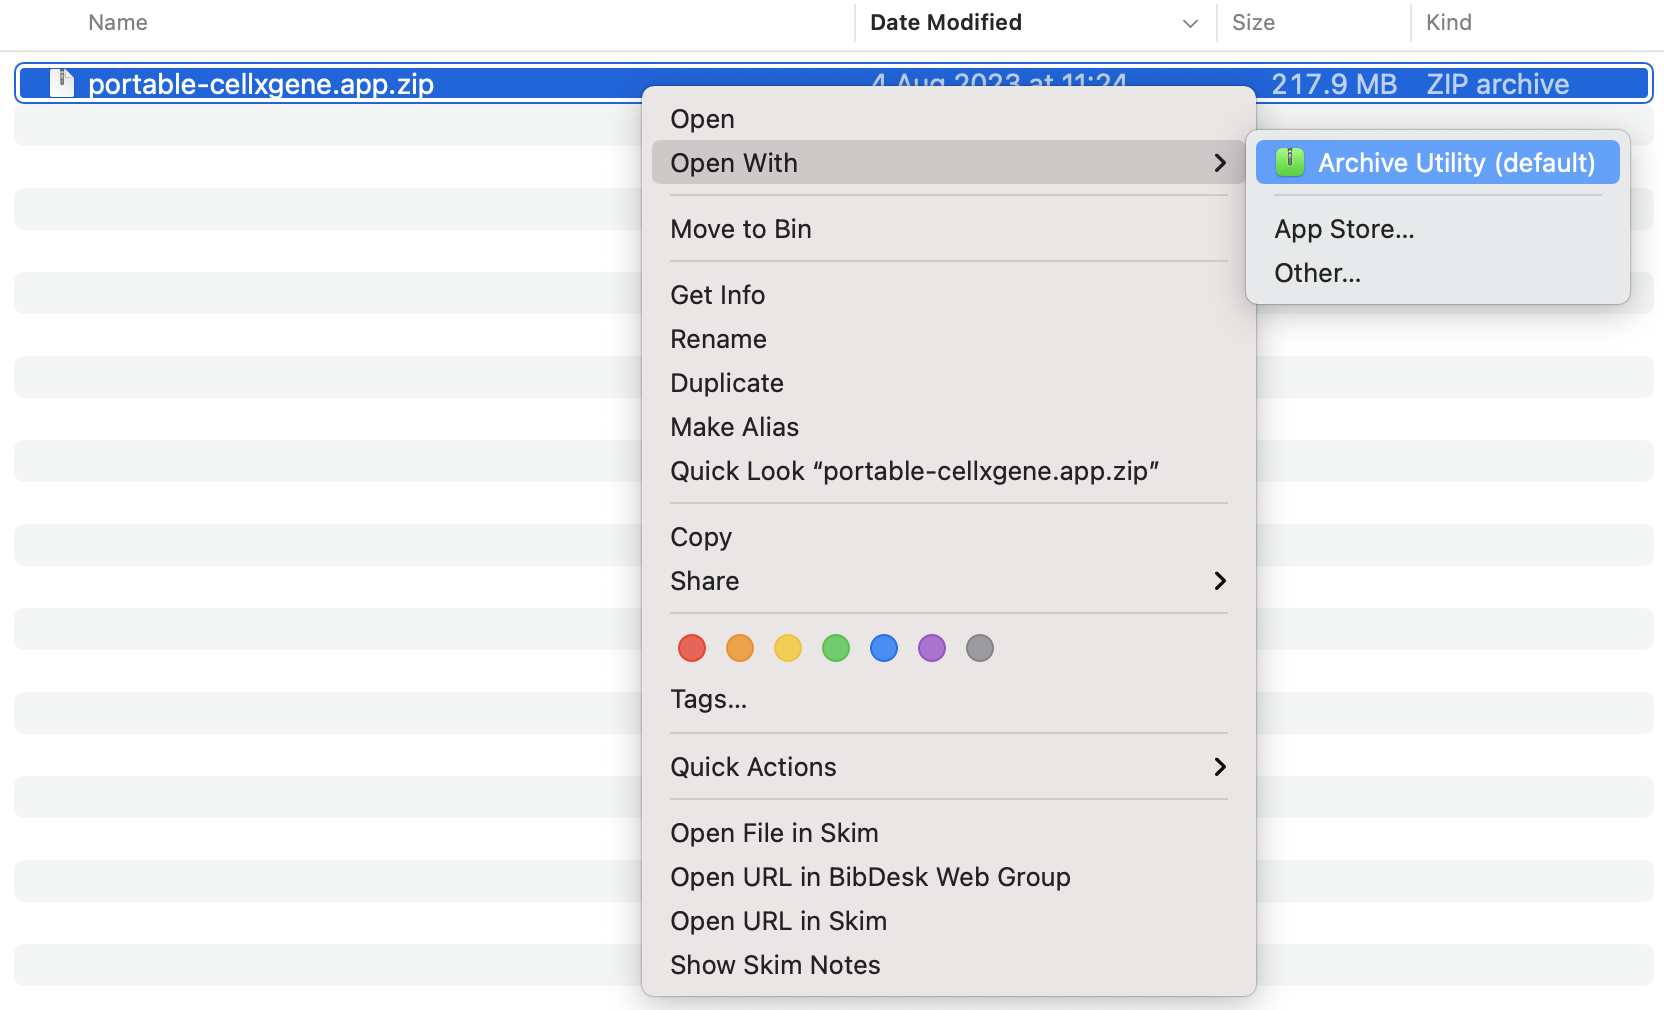 Name Date Modified Size Kind
portable-cellxgene.app.zip 4 Aug 2023 at 11:24 217.9 MB ZIP archive
Open
Open With
Archive Utility (default)
App Store...
Other...
Move to Bin
Get Info
Rename
Duplicate
Make Alias
Quick Look “portable-cellxgene.app.zip”
Copy
Share
Tags...
Quick Actions
Open File in Skim
Open URL in BibDesk Web Group
Open URL in Skim
Show Skim Notes